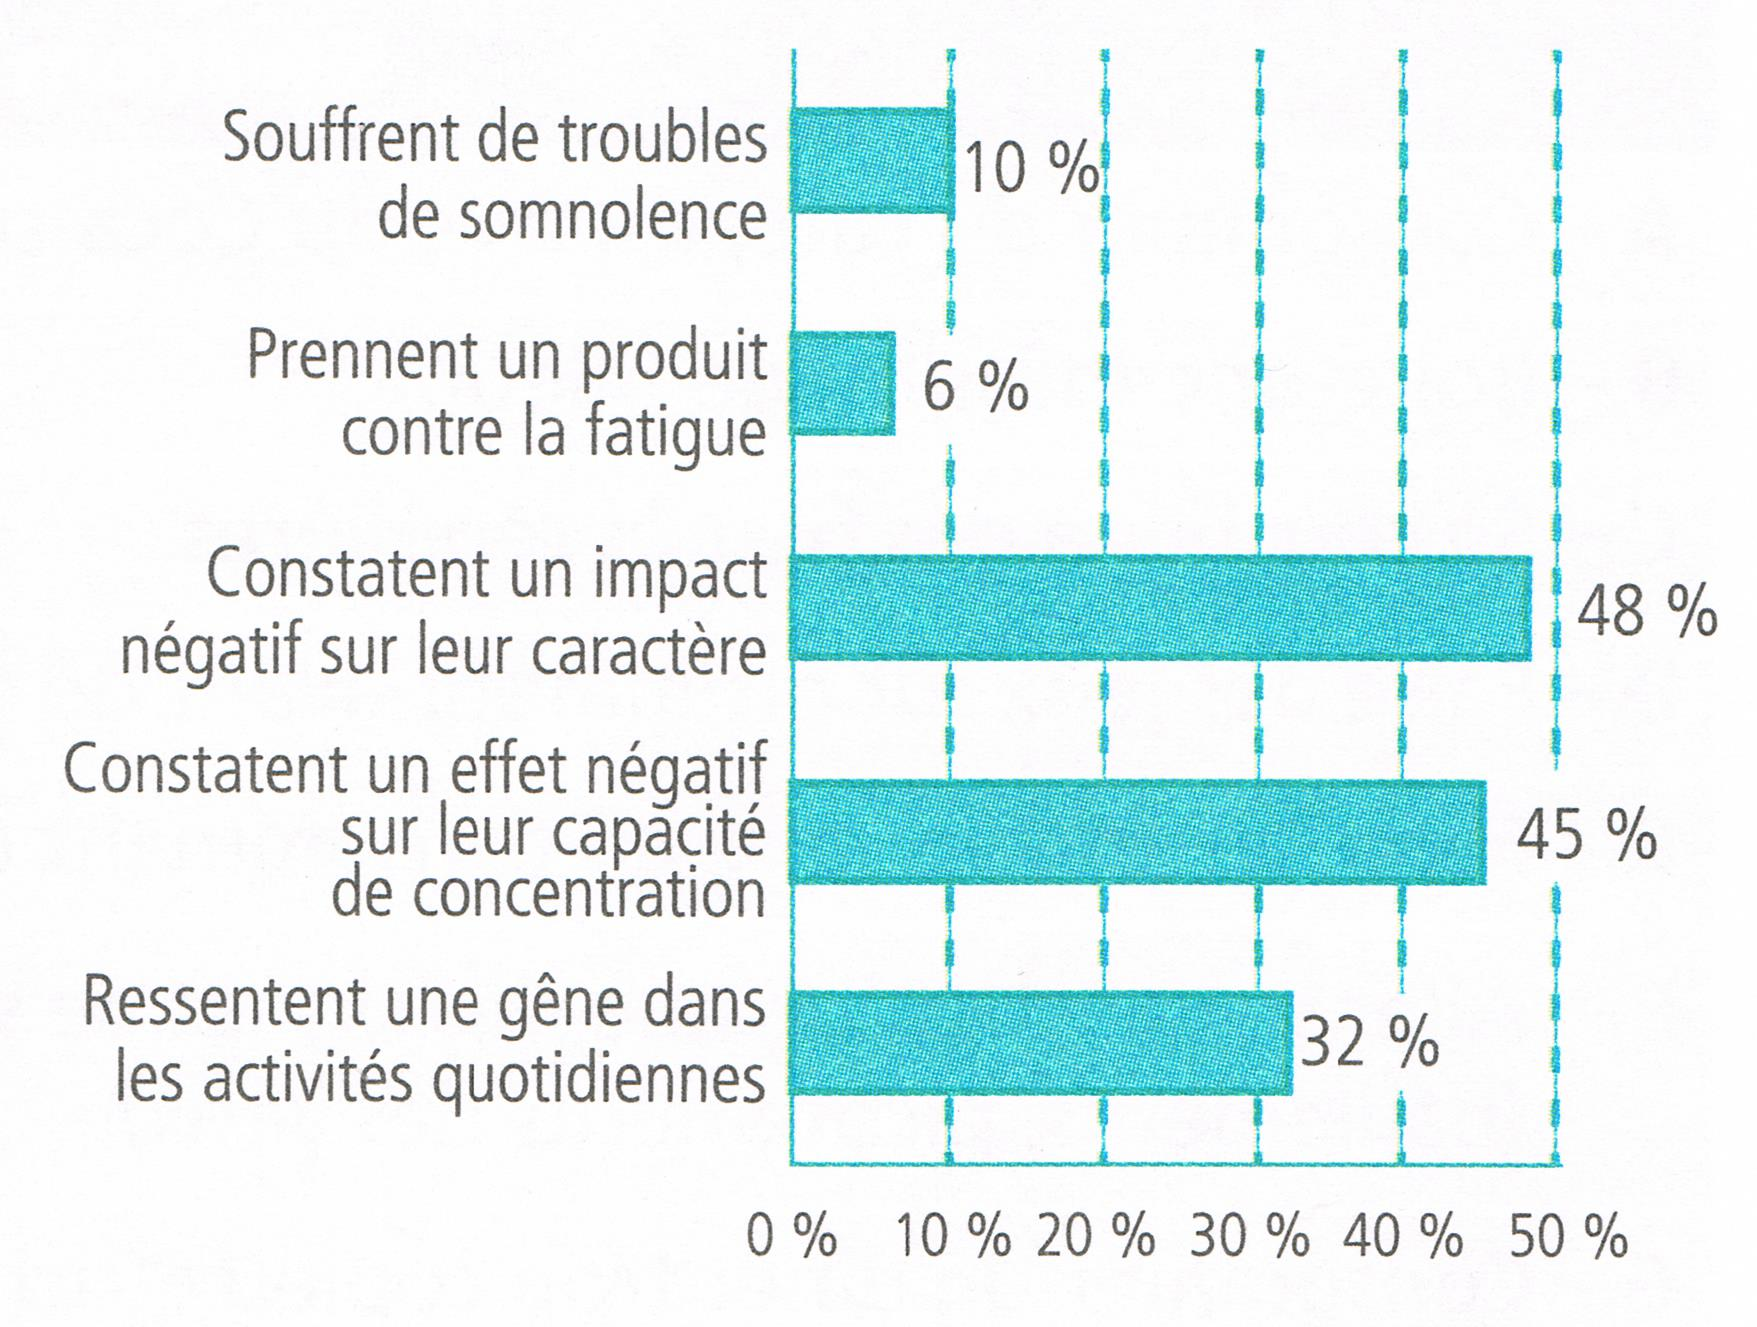 Souffrent de troubles
de somnolence
10 %
Prennent un produit
contre la fatigue
6 %
Constatent un impact
négatif sur leur caractère
48 %
Constatent un effet négatif
sur leur capacité
de concentration
45 %
Ressentent une gêne dans
les activités quotidiennes
32 %
0 % 10 % 20 % 30 % 40 % 50 %